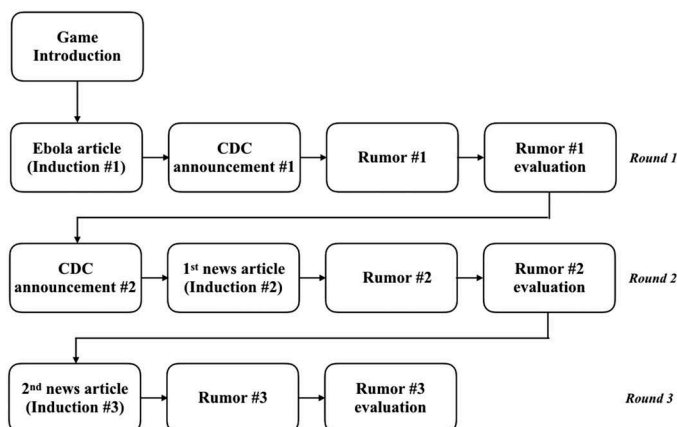 Game
Introduction
Ebola article
(Induction #1)
CDC
announcement #1
Rumor #1
Rumor #1
evaluation
Round 1
CDC
announcement #2
1st news article
(Induction #2)
Rumor #2
Rumor #2
evaluation
Round 2
2nd news article
(Induction #3)
Rumor #3
Rumor #3
evaluation
Round 3